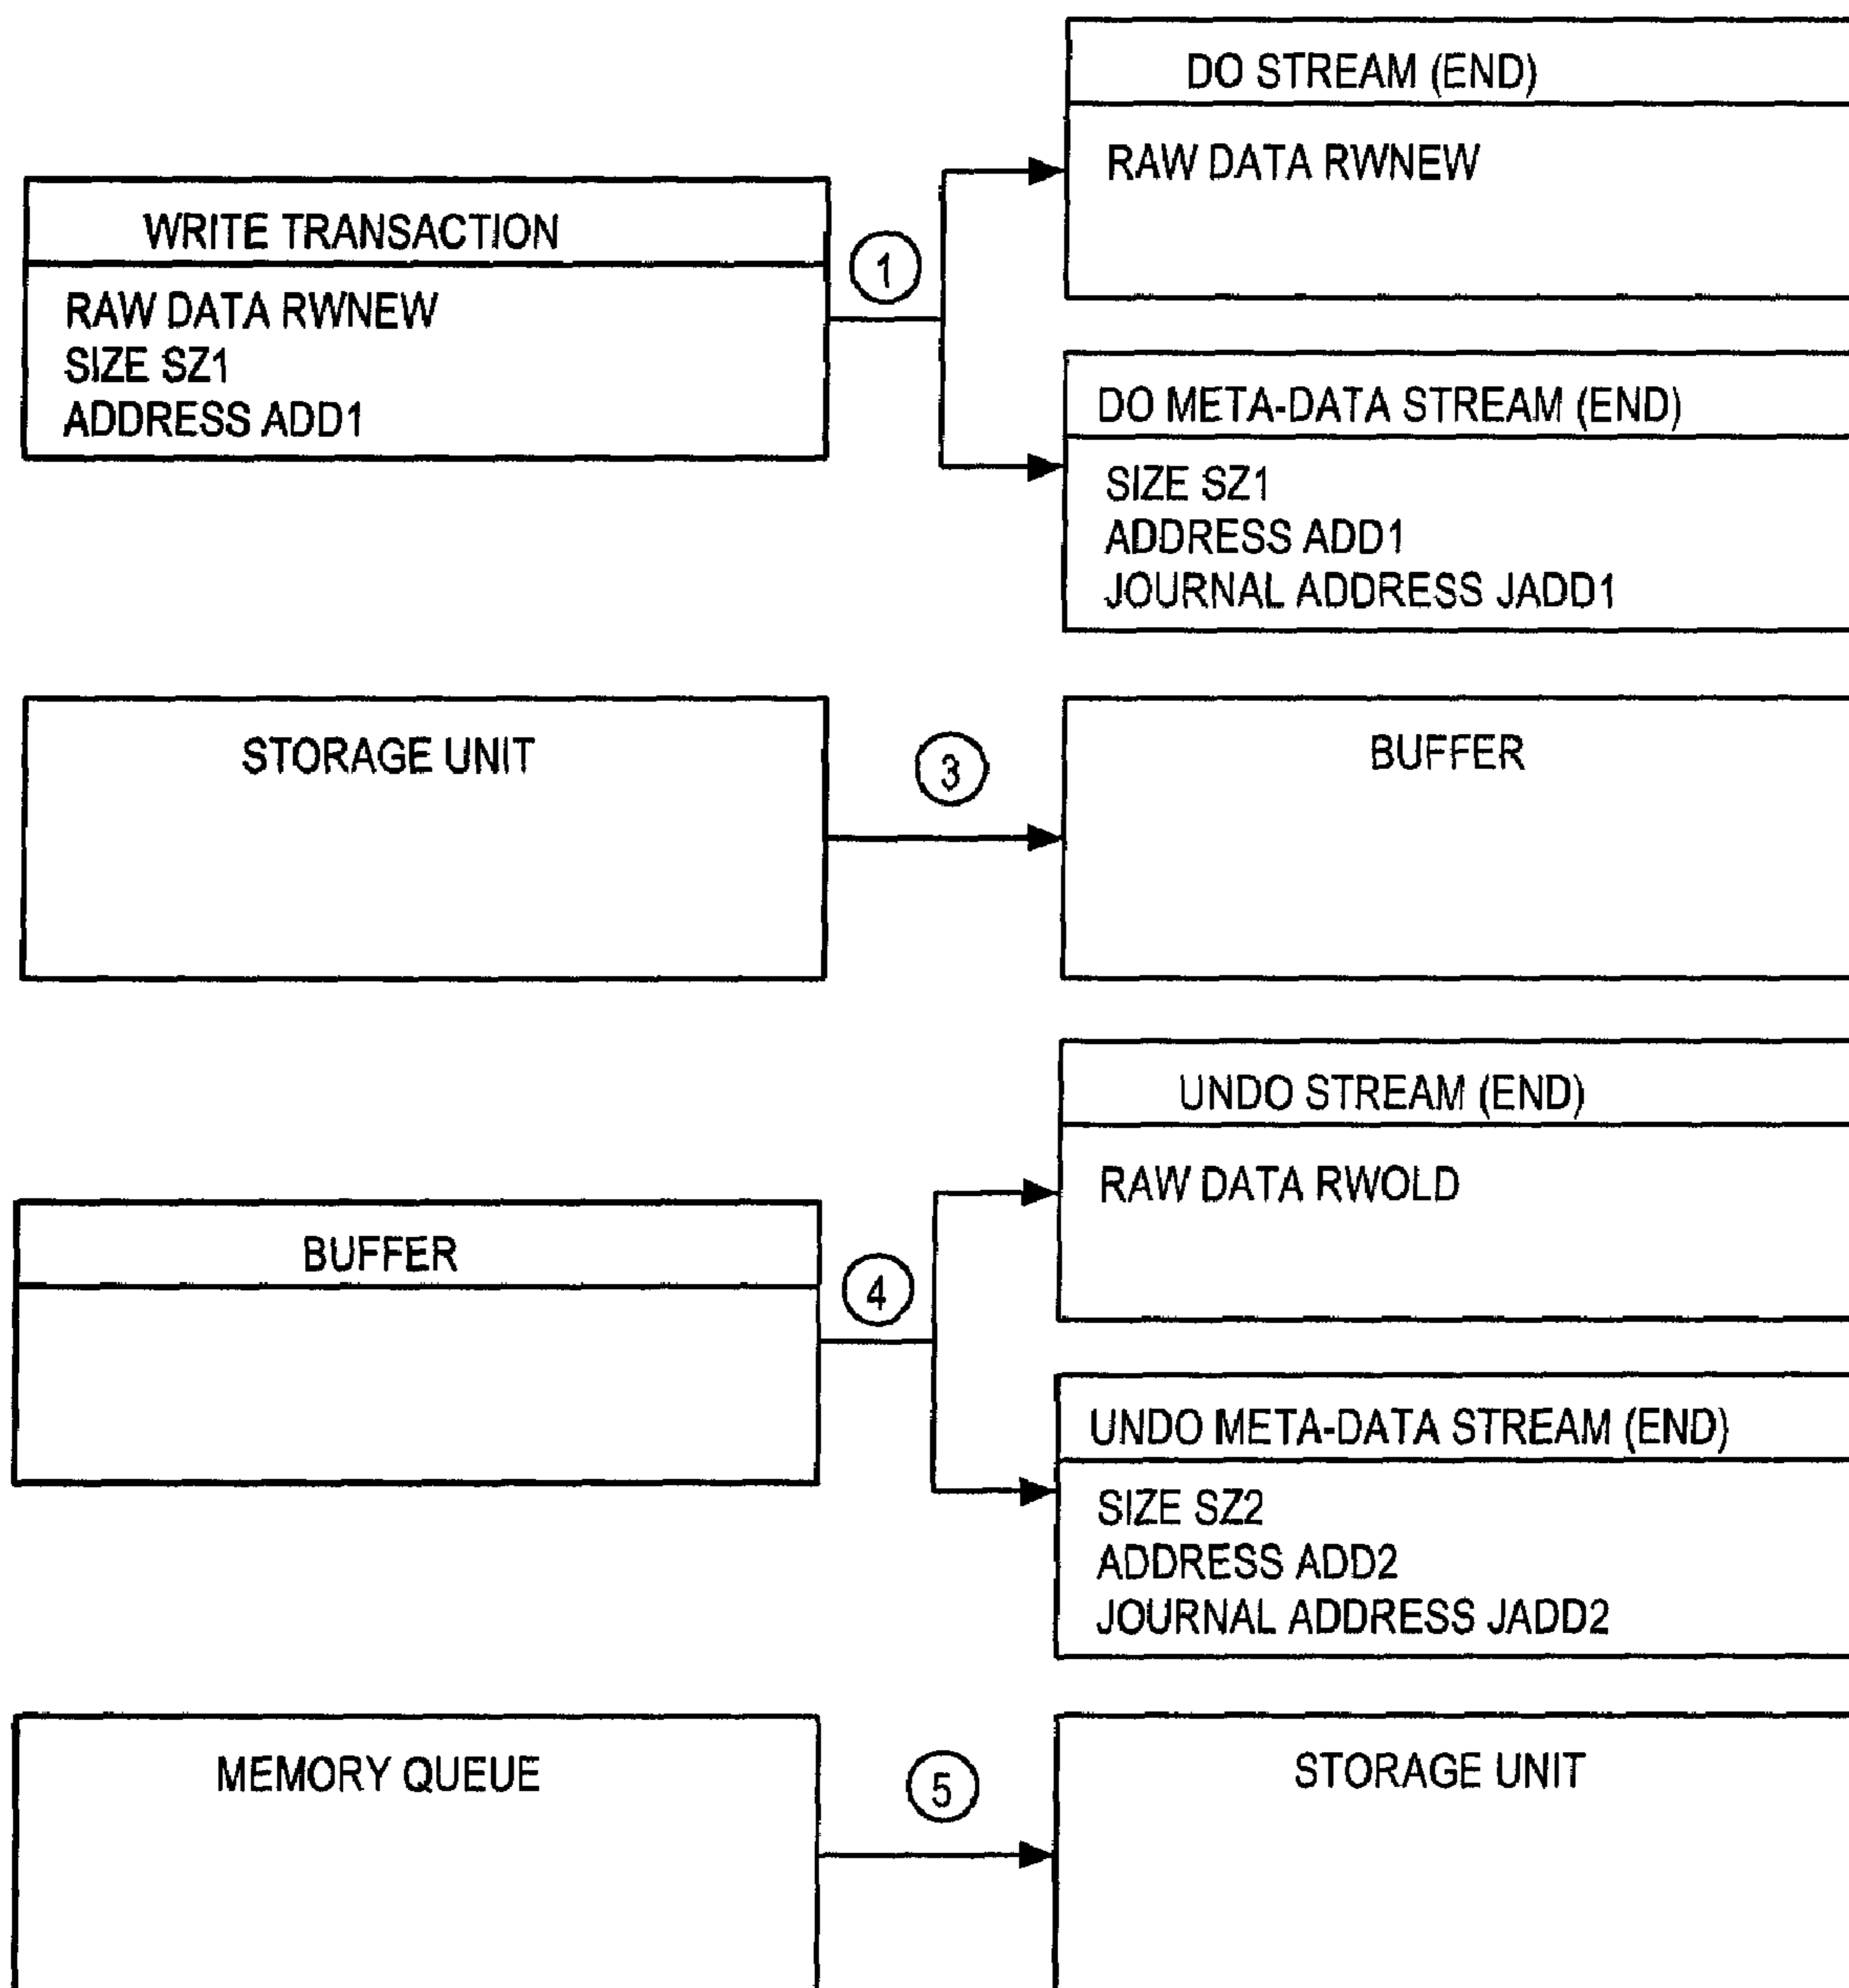 DO STREAM (END)
RAW DATA RWNEW
WRITE TRANSACTION
RAW DATA RWNEW
SIZE SZ1
ADDRESS ADD1
1
DO META-DATA STREAM (END)
SIZE SZ1
ADDRESS ADD1
JOURNAL ADDRESS JADD1
STORAGE UNIT
3
BUFFER
UNDO STREAM (END)
RAW DATA RWOLD
BUFFER
4
UNDO META-DATA STREAM (END)
SIZE SZ2
ADDRESS ADD2
JOURNAL ADDRESS JADD2
MEMORY QUEUE
5
STORAGE UNIT